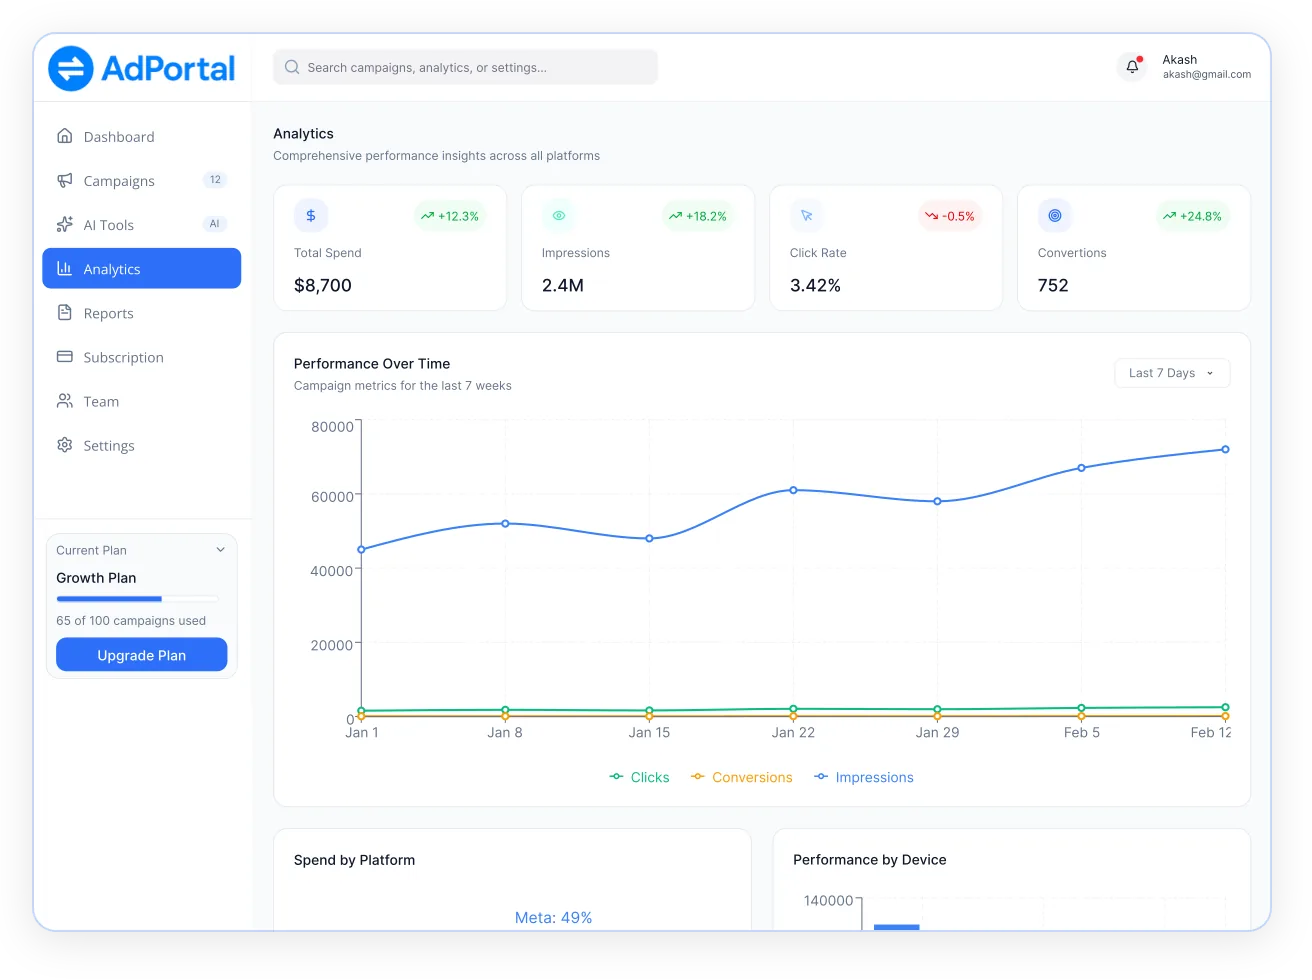 AdPortal
Search campaigns, analytics, or settings...
Akash
akash@gmail.com
Dashboard
Campaigns 12
AI Tools AI
Analytics
Reports
Subscription
Team
Settings
Current Plan
Growth Plan
65 of 100 campaigns used
Upgrade Plan
Analytics
Comprehensive performance insights across all platforms
$ +12.3%
Total Spend
$8,700
+18.2%
Impressions
2.4M
-0.5%
Click Rate
3.42%
+24.8%
Convertions
752
Performance Over Time
Campaign metrics for the last 7 weeks
Last 7 Days
80000
60000
40000
20000
0
Jan 1 Jan 8 Jan 15 Jan 22 Jan 29 Feb 5 Feb 12
Clicks Conversions Impressions
Spend by Platform
Meta: 49%
Performance by Device
140000